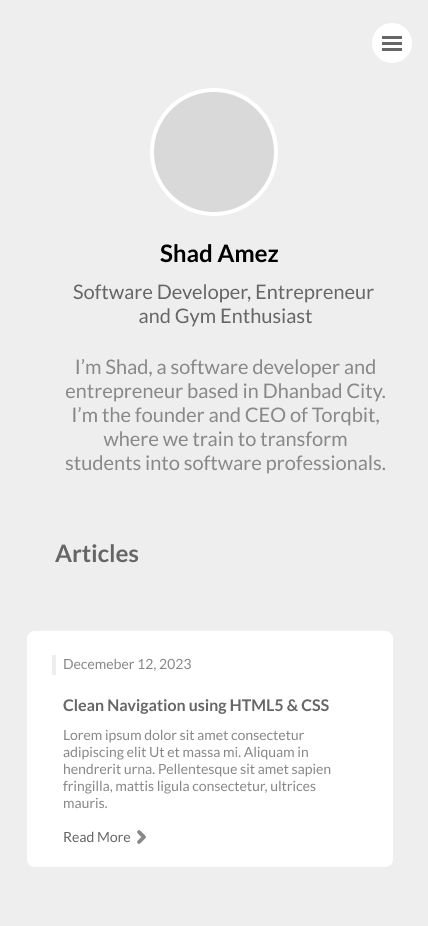 Shad Amez
Software Developer, Entrepreneur
and Gym Enthusiast
I’m Shad, a software developer and
entrepreneur based in Dhanbad City.
I’m the founder and CEO of Torqbit,
where we train to transform
students into software professionals.
Articles
Decemeber 12, 2023
Clean Navigation using HTML5 & CSS
Lorem ipsum dolor sit amet consectetur
adipiscing elit Ut et massa mi. Aliquam in
hendrerit urna. Pellentesque sit amet sapien
fringilla, mattis ligula consectetur, ultrices
mauris.
Read More